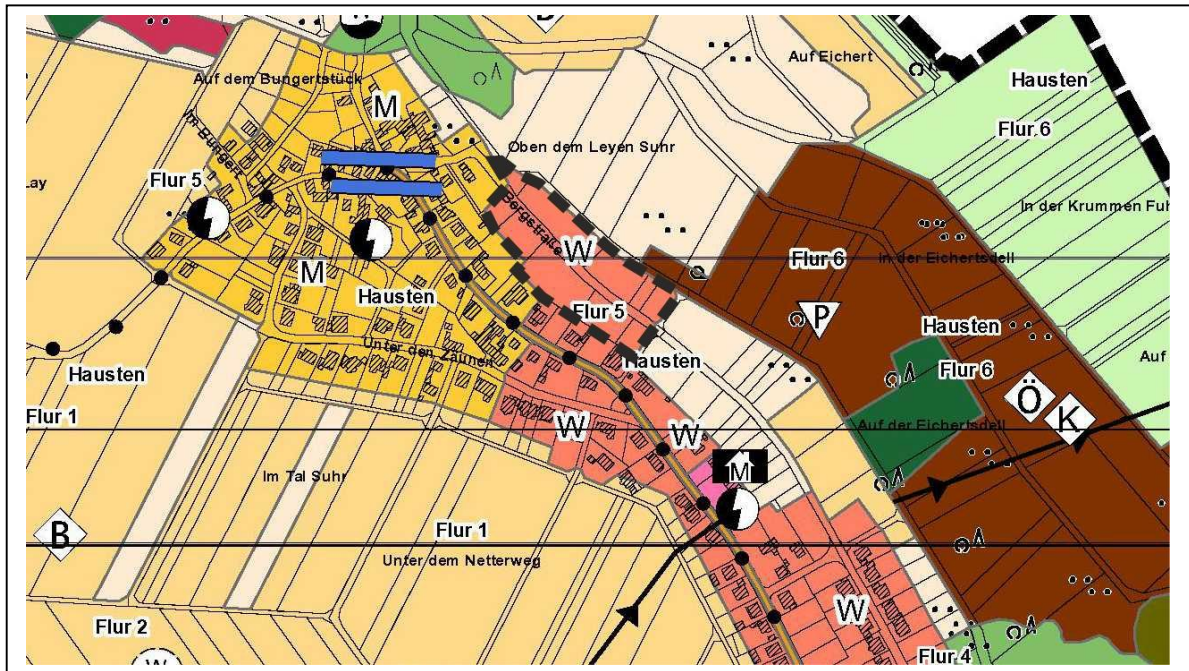 Auf dem Bungertstück
M
Auf Eichert
Hausten
Flur 6
Im Bungert
Oben dem Leyen Suhr
Lay
Flur 5
Bergstraße
W
In der Krummen Fuh
M
Flur 6
In der Eichertsdell
Hausten
Flur 5
P
Hausten
Unter den Zäunen
Hausten
Auf
Hausten
Flur 6
Flur 1
W
W
Ö
K
Auf der Eichertsdell
Im Tal Suhr
M
B
Flur 1
Unter dem Netterweg
W
Flur 2
W
Flur 4